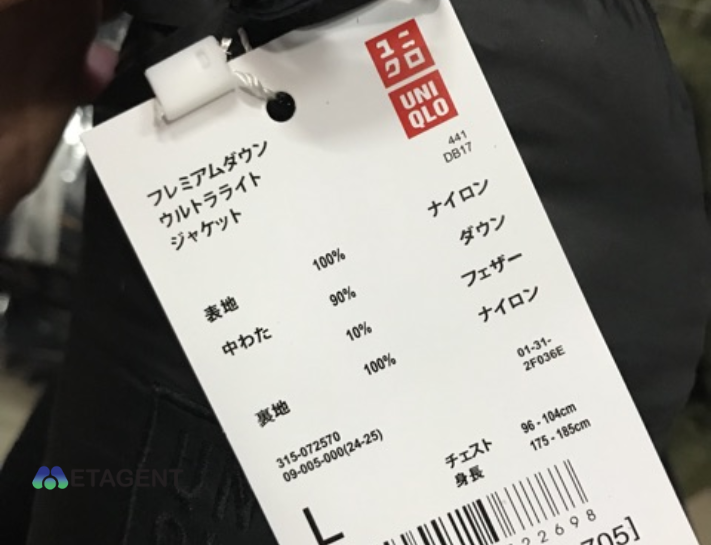 ユニ
クロ
UNI
QLO
441
DB17
プレミアムダウン
ウルトラライト
ジャケット
表地 100% ナイロン
中わた 90% ダウン
10% フェザー
裏地 100% ナイロン
01-31-
2F036E
315-072570
09-005-000(24-25)
チェスト 96 - 104cm
身長 175 - 185cm
L
22698
705]
METAGENT